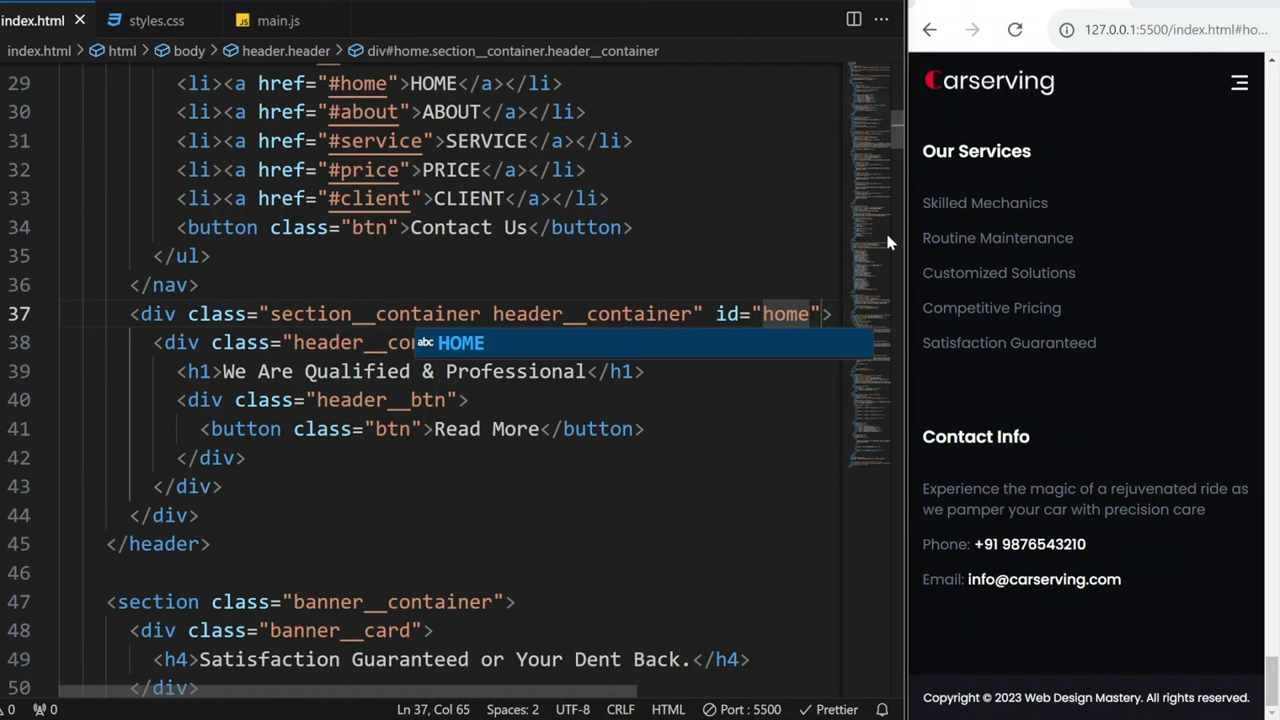 index.html
styles.css
JS main.js
index.html > html > body > header.header > div#home.section__container.header__container
<li><a href="#home">HOME</a></li>
<li><a href="#about">ABOUT</a></li>
<li><a href="#service">SERVICE</a></li>
<li><a href="#price">PRICE</a></li>
<li><a href="#client">CLIENT</a></li>
<button class="btn">Contact Us</button>
</ul>
36 </nav>
37 <div class="section__container header__container" id="home">
<div class="header__con
abc HOME
39 <h1>We Are Qualified & Professional</h1>
40 <div class="header__btn">
41 <button class="btn">Read More</button>
42 </div>
43 </div>
44 </div>
45 </header>
46
47 <section class="banner__container">
48 <div class="banner__card">
49 <h4>Satisfaction Guaranteed or Your Dent Back.</h4>
50 </div>
0 0
Ln 37, Col 65
Spaces: 2
UTF-8
CRLF
HTML
Port : 5500
Prettier
127.0.0.1:5500/index.html#ho...
Carserving
Our Services
Skilled Mechanics
Routine Maintenance
Customized Solutions
Competitive Pricing
Satisfaction Guaranteed
Contact Info
Experience the magic of a rejuvenated ride as
we pamper your car with precision care
Phone: +91 9876543210
Email: info@carserving.com
Copyright © 2023 Web Design Mastery. All rights reserved.